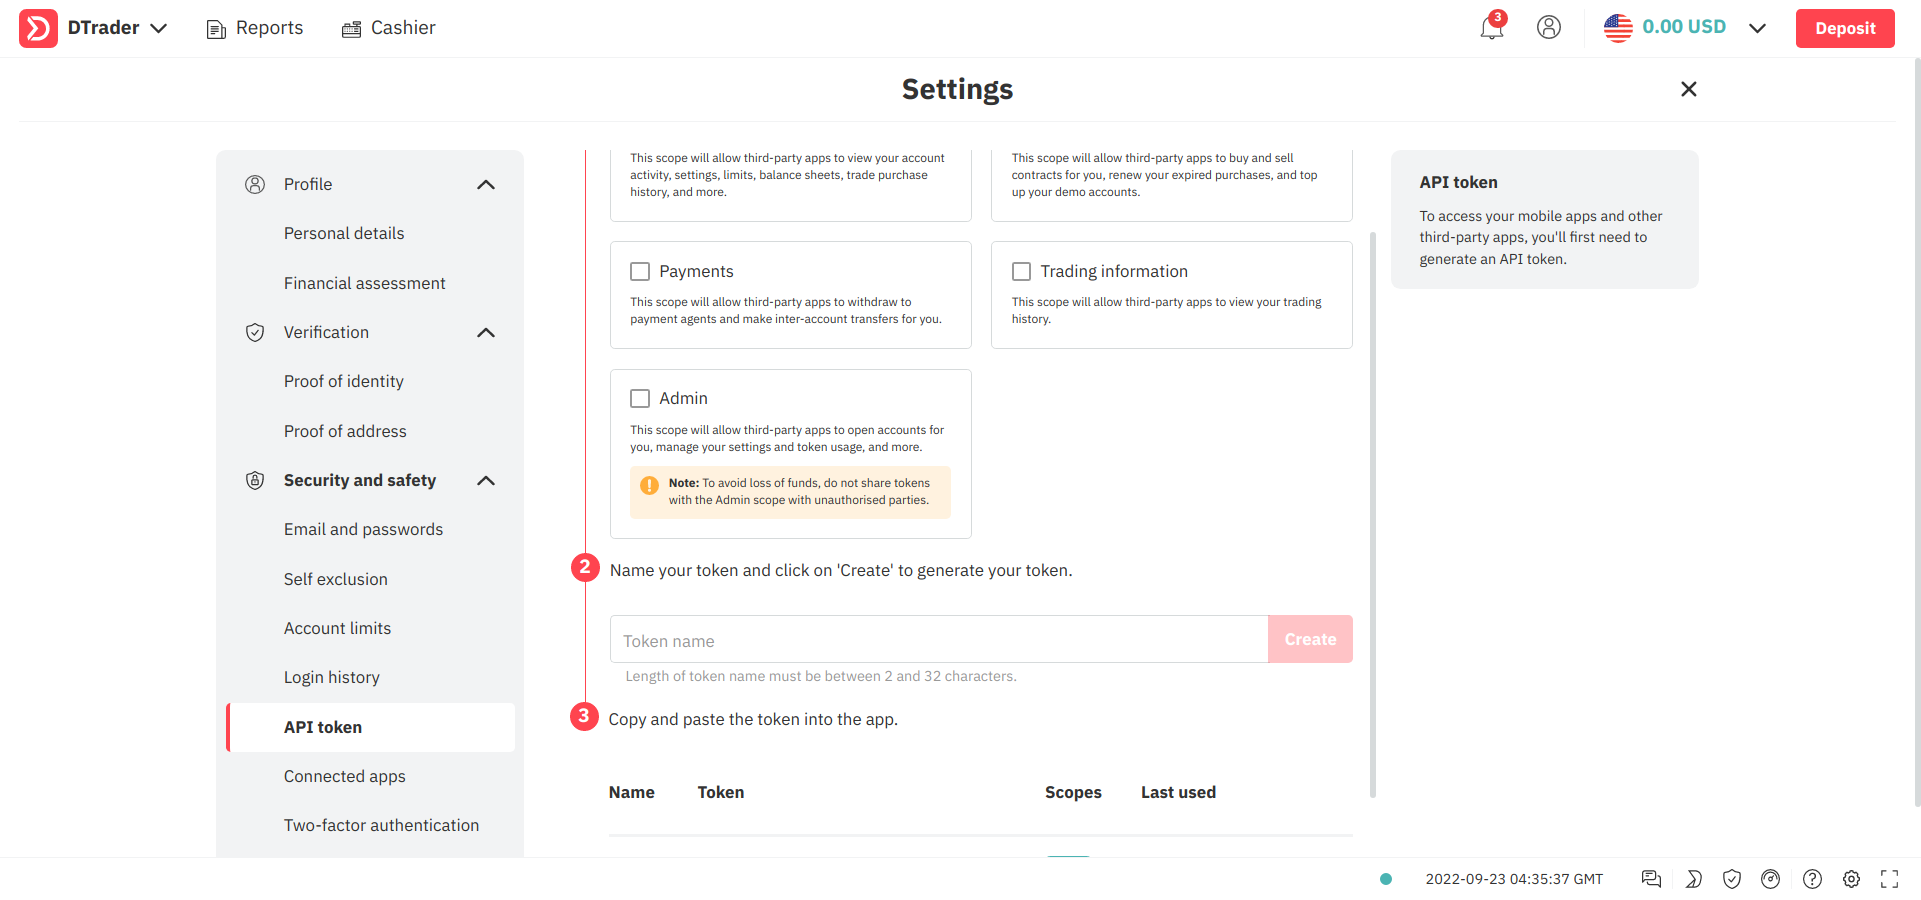 DTrader
Reports
Cashier
3
0.00 USD
Deposit
Settings
Profile
Personal details
Financial assessment
Verification
Proof of identity
Proof of address
Security and safety
Email and passwords
Self exclusion
Account limits
Login history
API token
Connected apps
Two-factor authentication
This scope will allow third-party apps to view your account
activity, settings, limits, balance sheets, trade purchase
history, and more.
This scope will allow third-party apps to buy and sell
contracts for you, renew your expired purchases, and top
up your demo accounts.
Payments
This scope will allow third-party apps to withdraw to
payment agents and make inter-account transfers for you.
Trading information
This scope will allow third-party apps to view your trading
history.
Admin
This scope will allow third-party apps to open accounts for
you, manage your settings and token usage, and more.
Note: To avoid loss of funds, do not share tokens
with the Admin scope with unauthorised parties.
2 Name your token and click on 'Create' to generate your token.
Token name
Create
Length of token name must be between 2 and 32 characters.
3 Copy and paste the token into the app.
Name Token Scopes Last used
API token
To access your mobile apps and other
third-party apps, you'll first need to
generate an API token.
2022-09-23 04:35:37 GMT